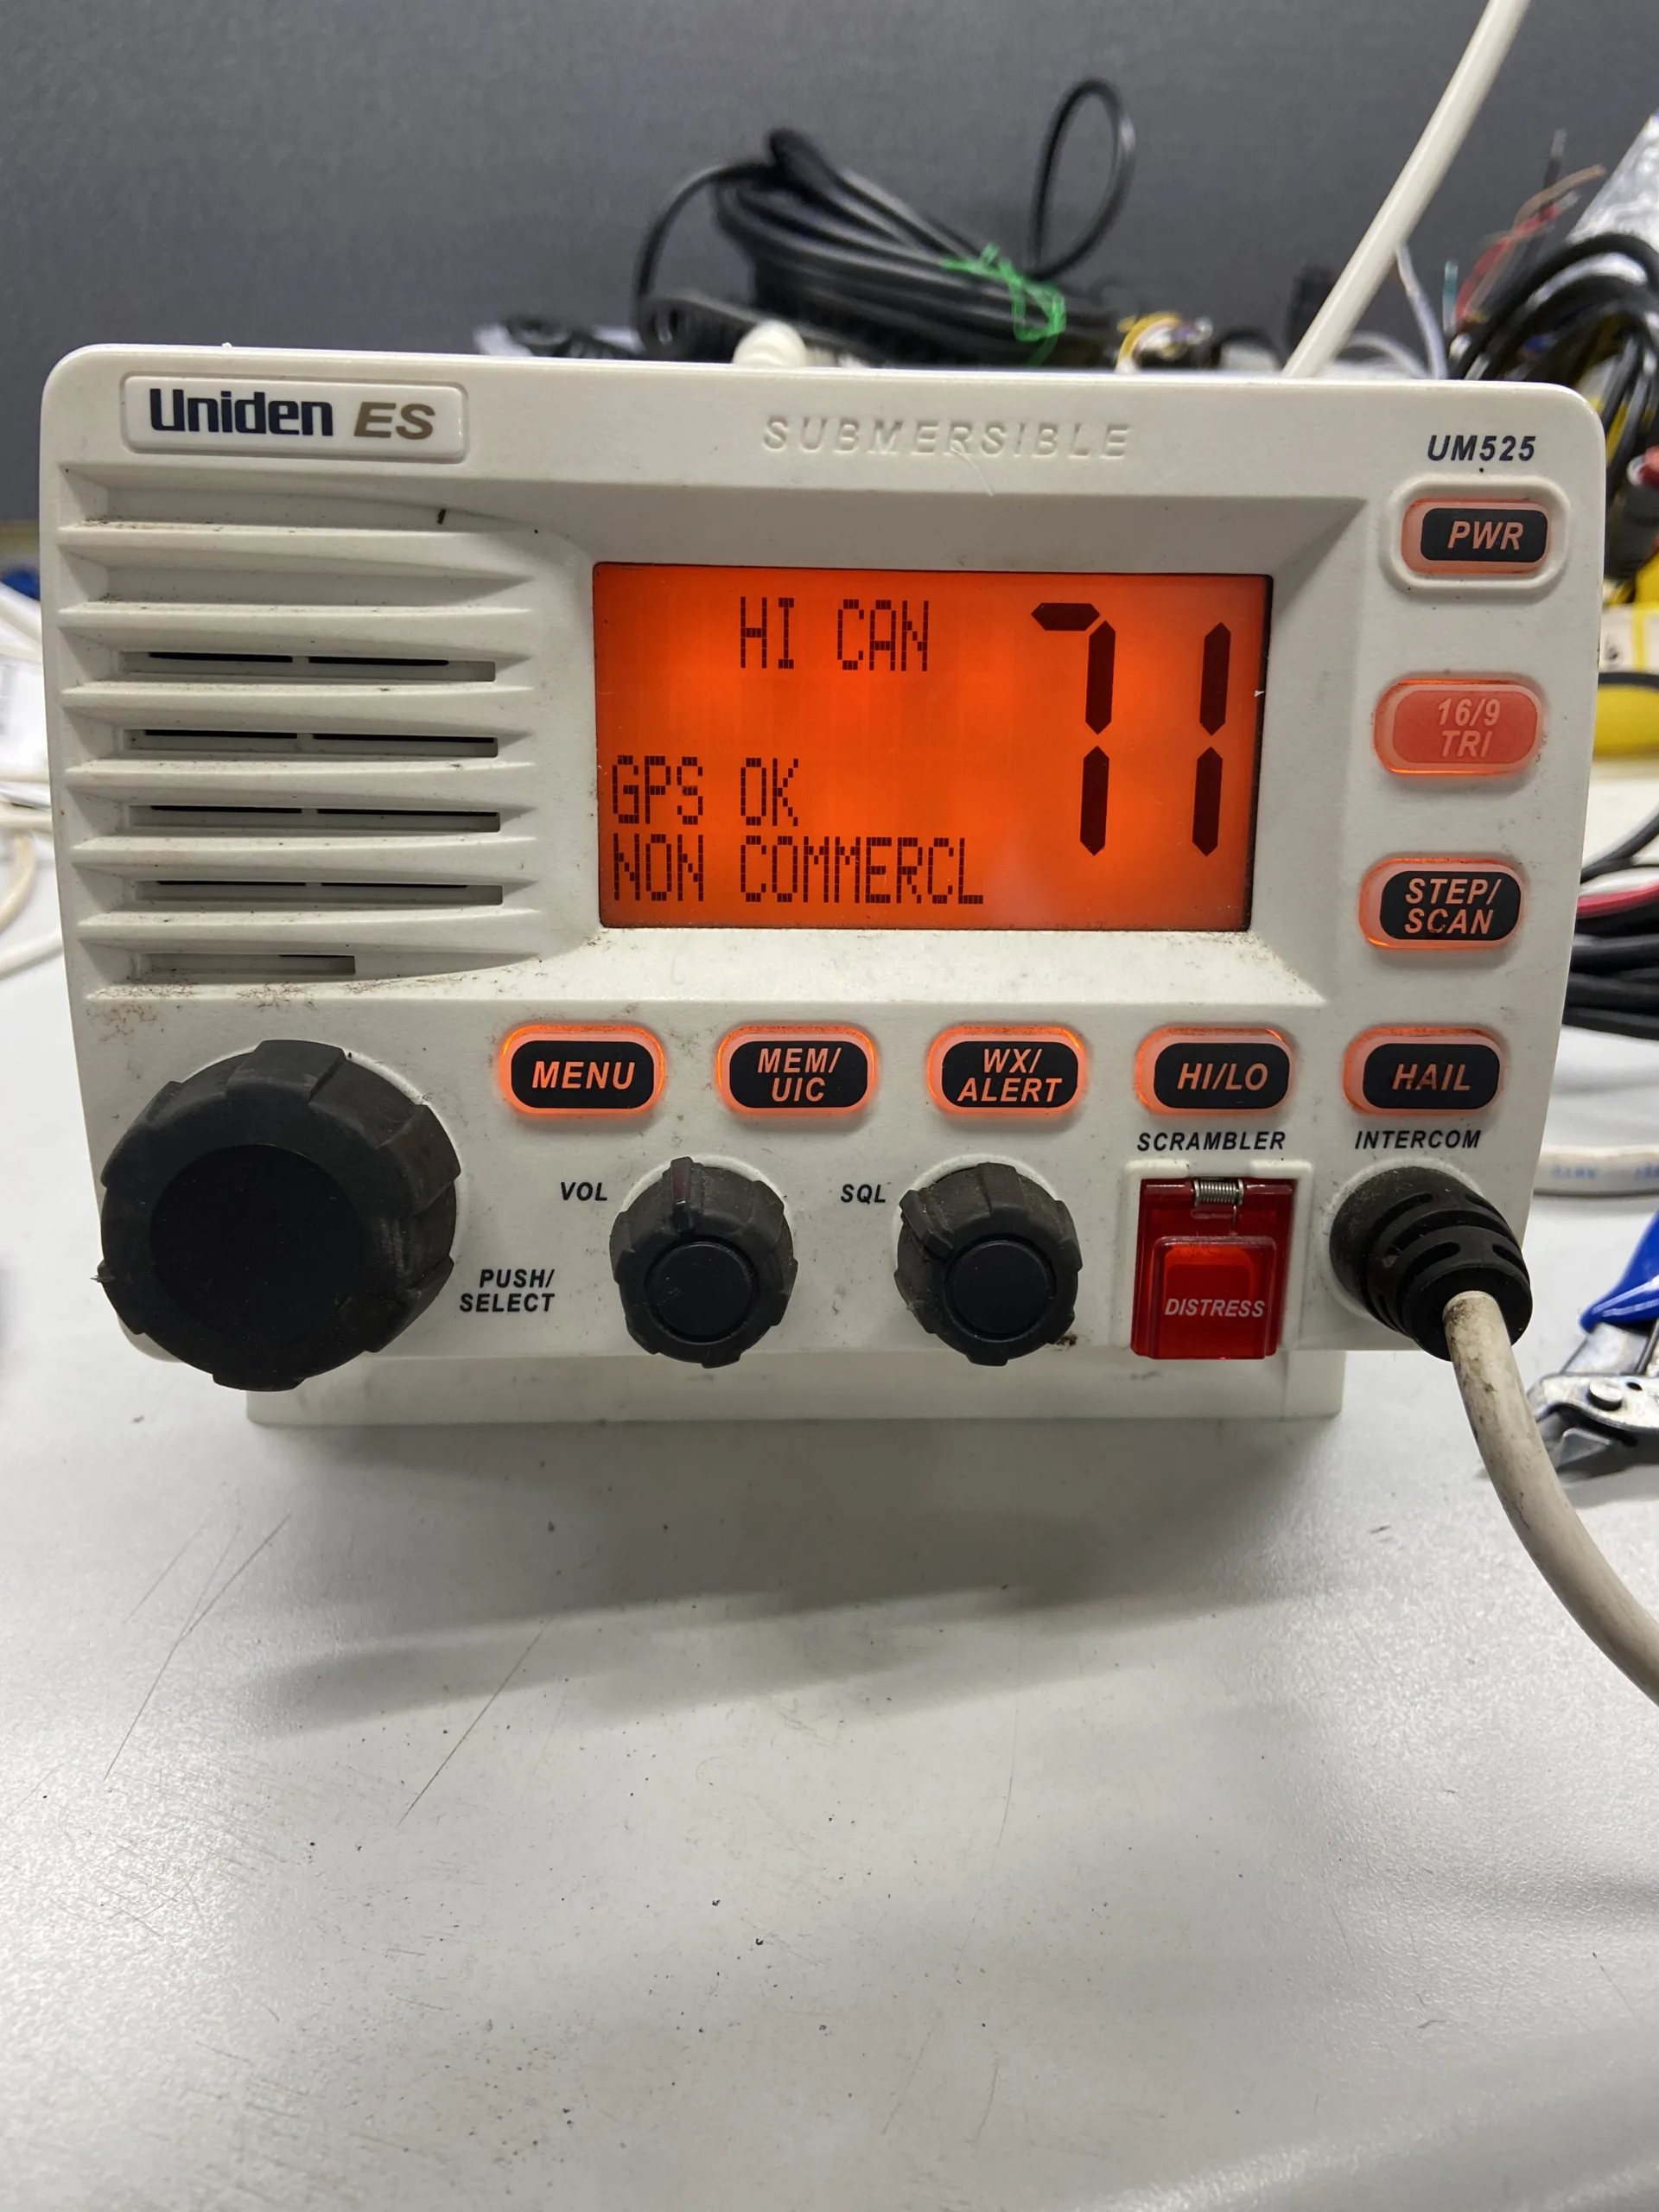 Uniden ES
SUBMERSIBLE
UM525
PWR
HI CAN
71
16/9
TRI
GPS OK
NON COMMERCL
STEP/
SCAN
MENU
MEM/
UIC
WX/
ALERT
HI/LO
HAIL
SCRAMBLER
INTERCOM
VOL
SQL
PUSH/
SELECT
DISTRESS